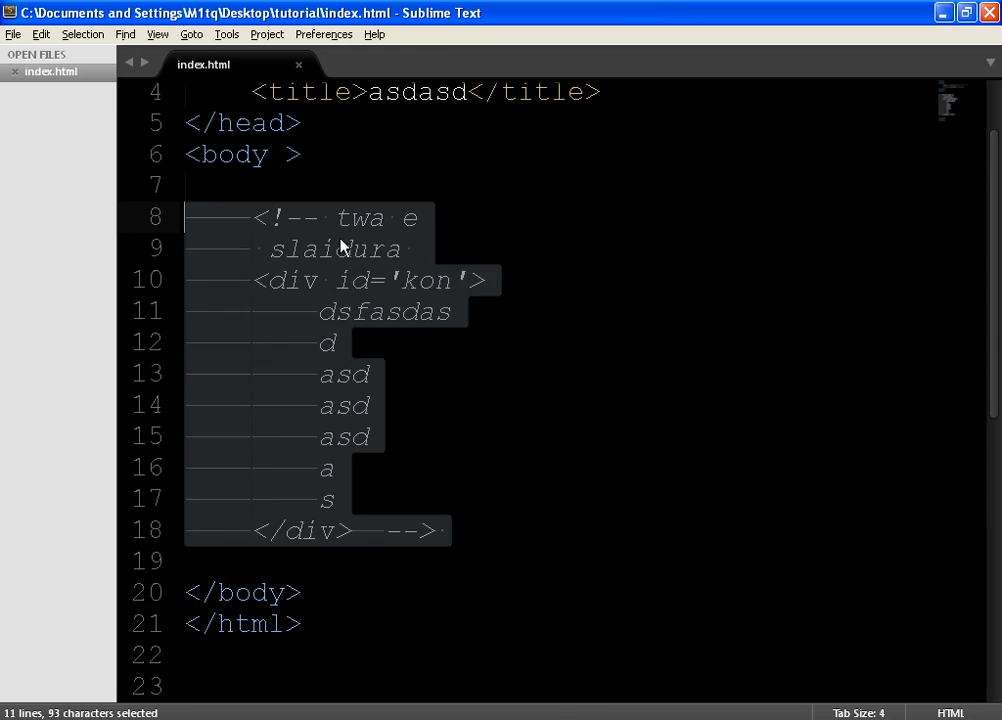 C:\Documents and Settings\M1tq\Desktop\tutorial\index.html - Sublime Text
File Edit Selection Find View Goto Tools Project Preferences Help
OPEN FILES
index.html
index.html
4 <title>asdasd</title>
5 </head>
6 <body >
7
8 <!-- twa e
9 slaidura
10 <div id='kon'>
11 dsfasdas
12 d
13 asd
14 asd
15 asd
16 a
17 s
18 </div> -->
19
20 </body>
21 </html>
22
23
11 lines, 93 characters selected Tab Size: 4 HTML